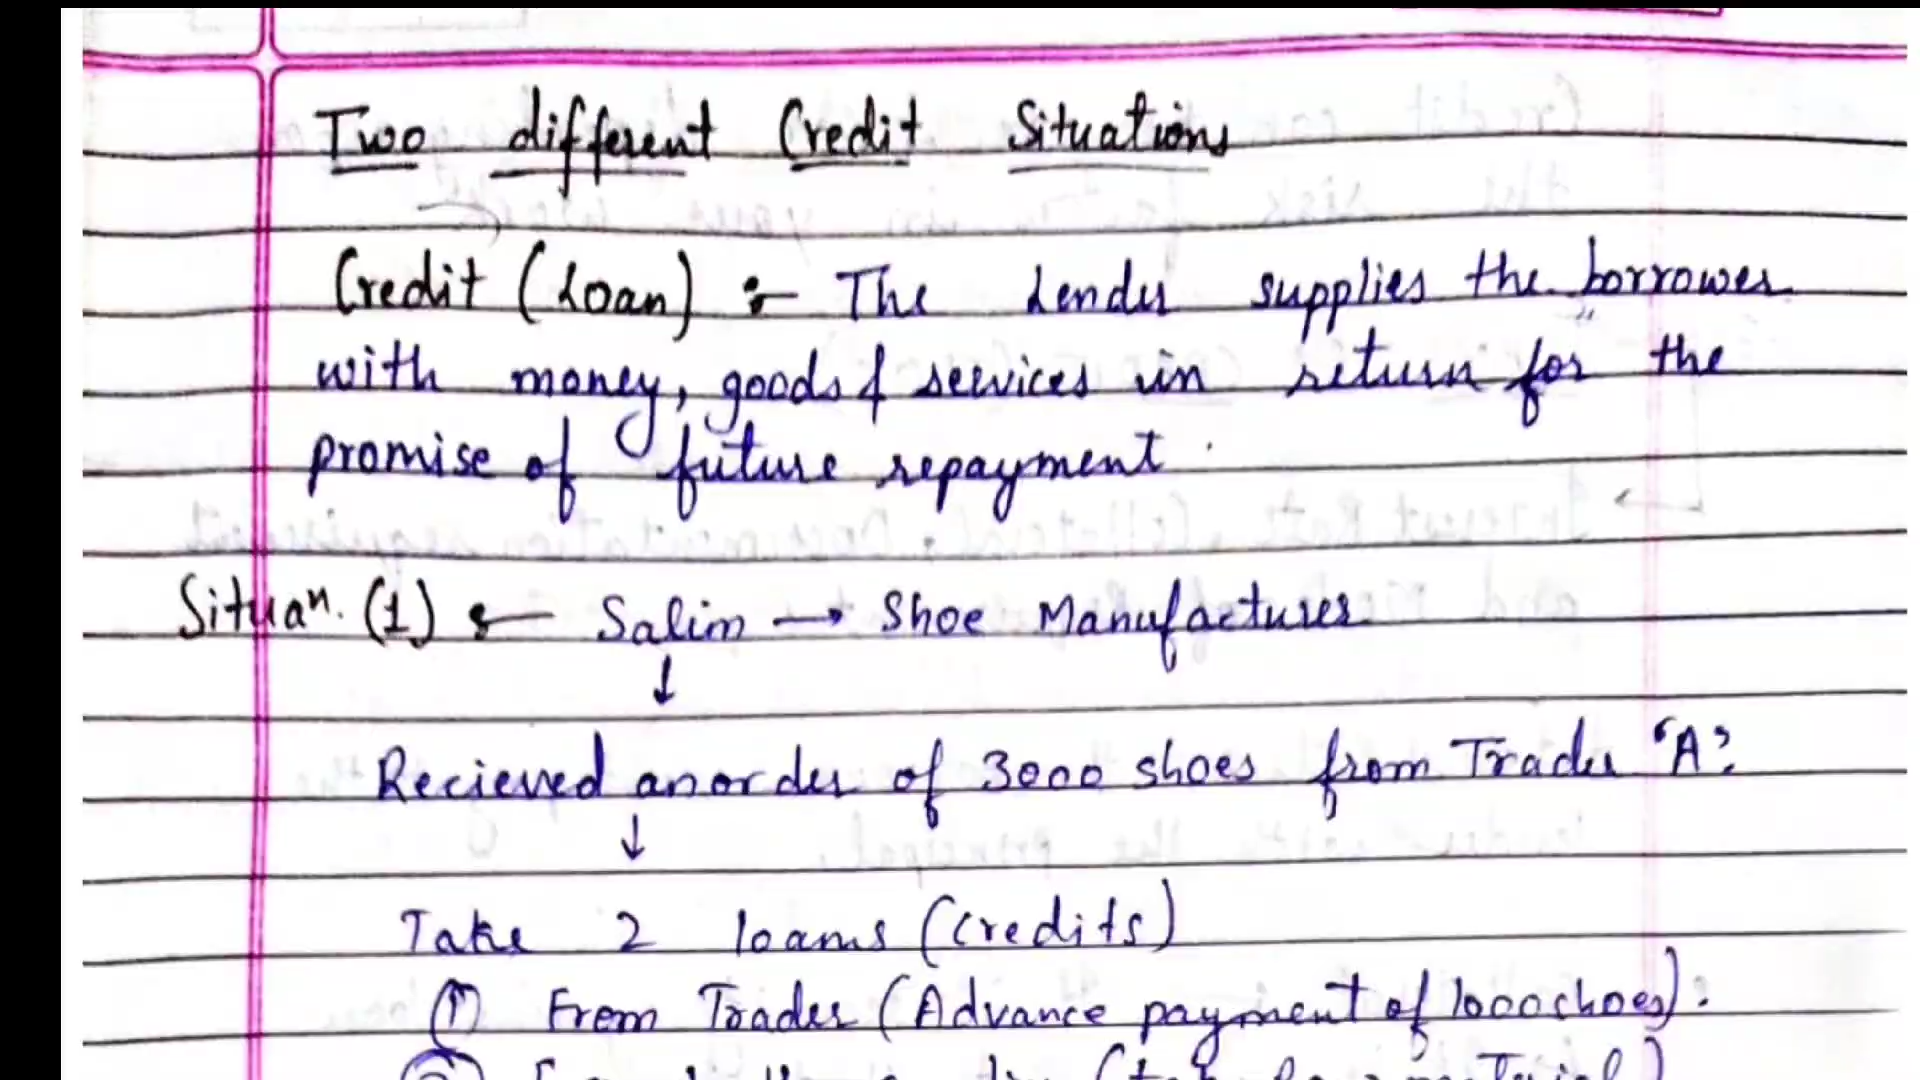 Two different Credit Situations
Credit (Loan) :- The Lender supplies the borrower
with money, goods & services in return for the
promise of future repayment.
Situaⁿ. (1) :- Salim → Shoe Manufacturer
↓
Recieved an order of 3000 shoes from Trader 'A'.
↓
Take 2 loans (Credits)
(1) From Trader (Advance payment of 1000 shoes).